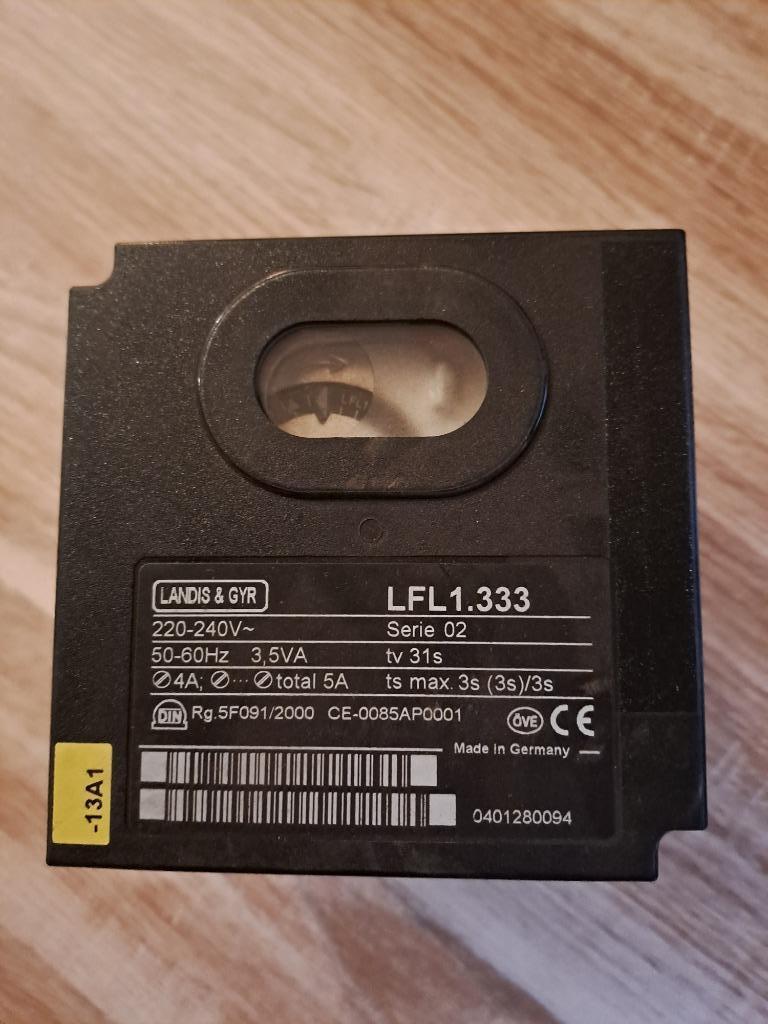 LFL
LANDIS & GYR
LFL1.333
220-240V~
Serie 02
50-60Hz 3,5VA
tv 31s
⊘4A; ⊘···⊘total 5A
ts max. 3s (3s)/3s
DIN Rg.5F091/2000 CE-0085AP0001
ÖVE CE
Made in Germany
-13A1
0401280094